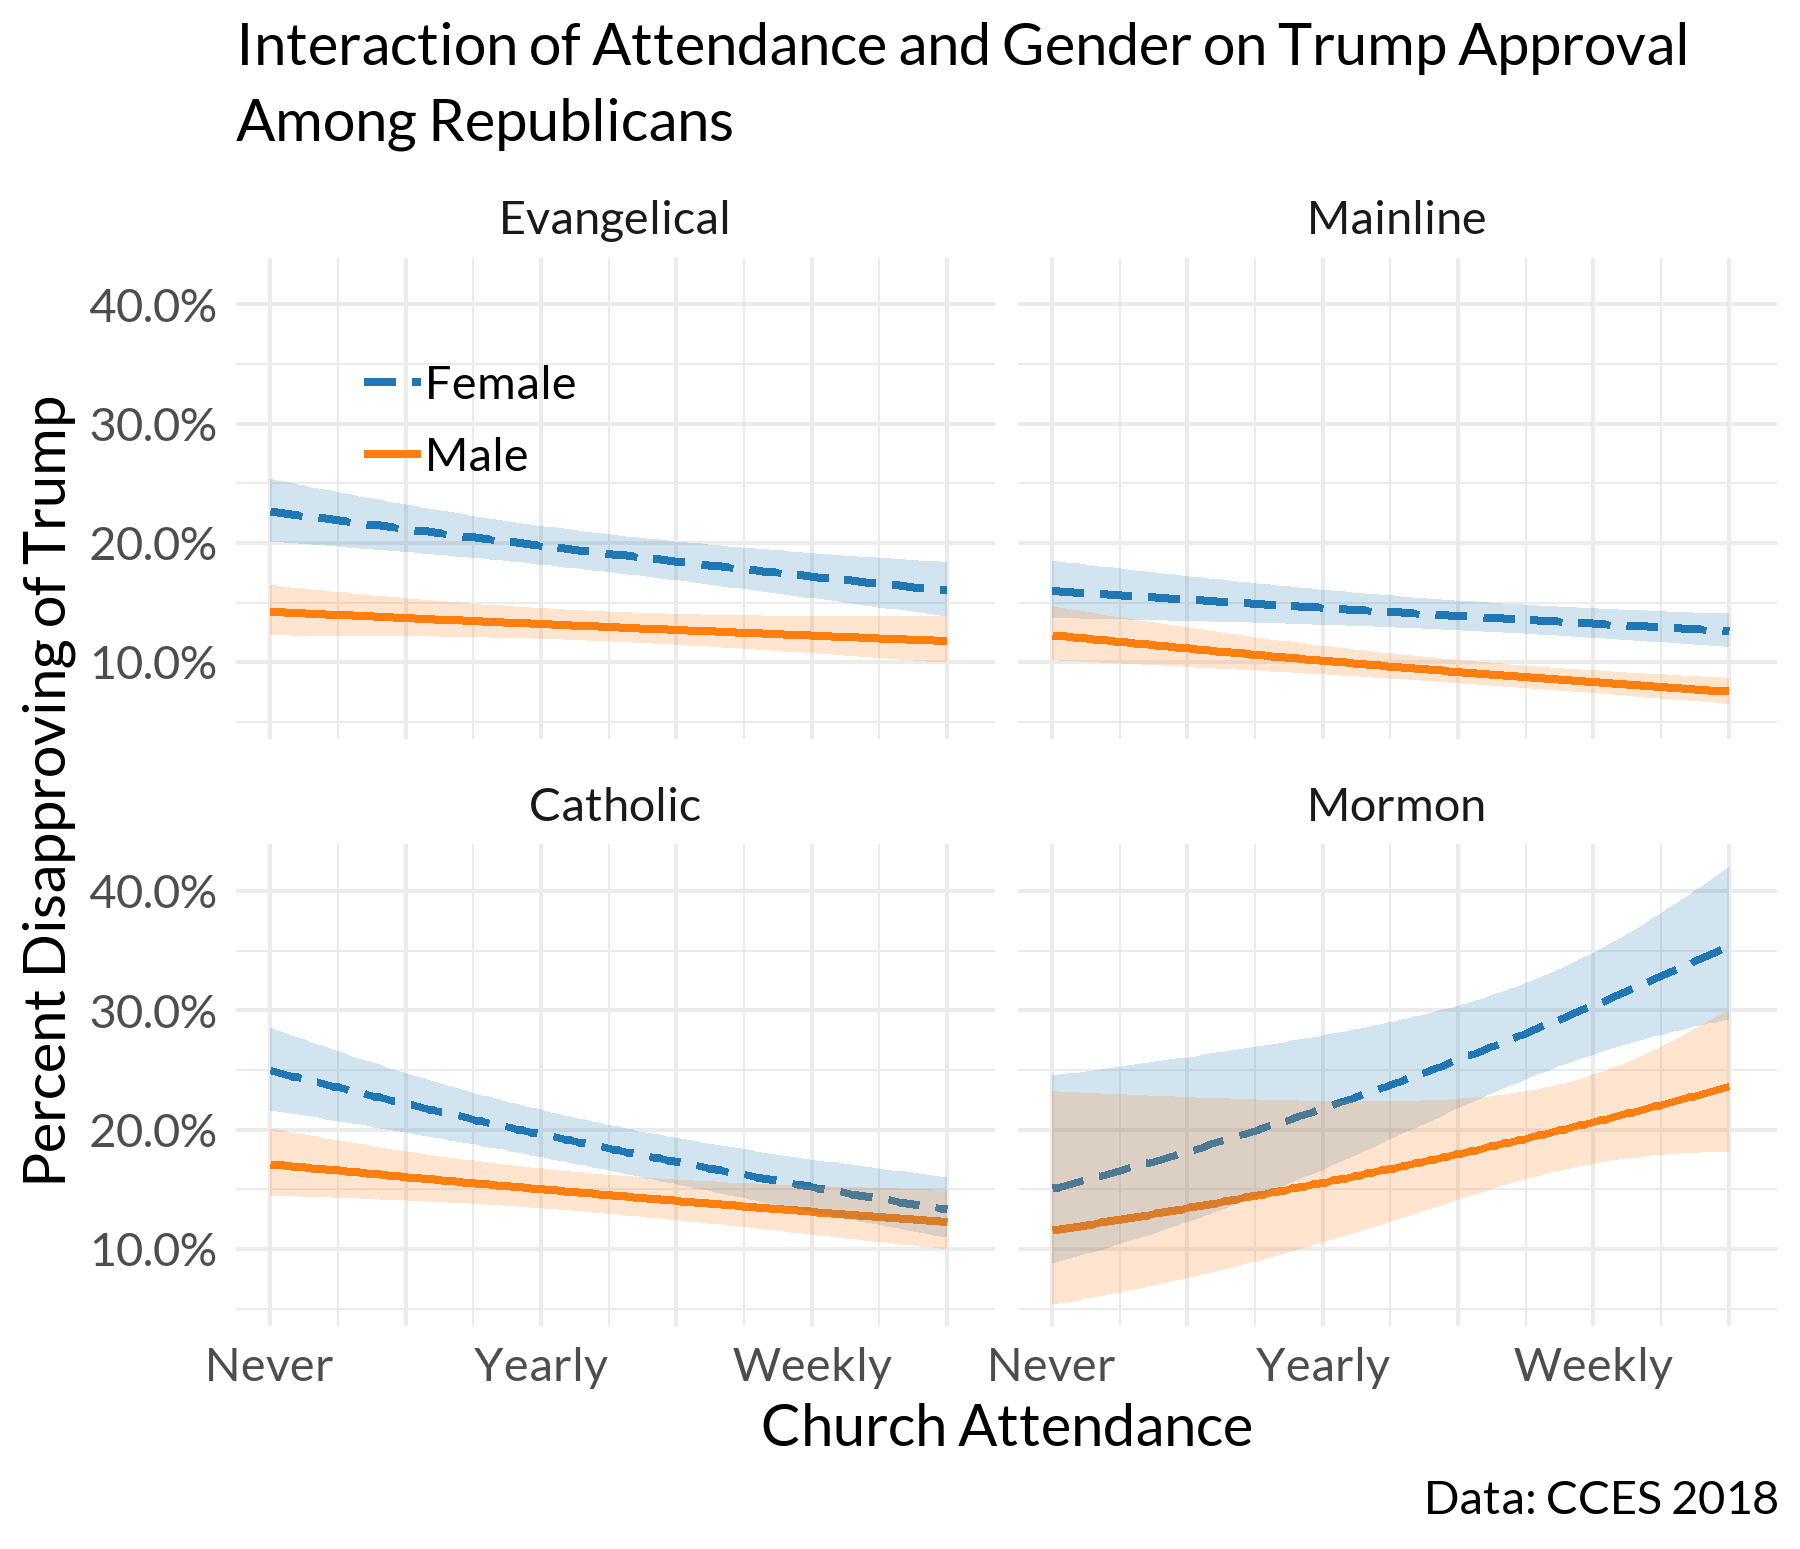 Interaction of Attendance and Gender on Trump Approval
Among Republicans
Evangelical
Mainline
40.0%
30.0%
20.0%
10.0%
Female
Male
Percent Disapproving of Trump
Catholic
Mormon
40.0%
30.0%
20.0%
10.0%
Never Yearly Weekly
Never Yearly Weekly
Church Attendance
Data: CCES 2018